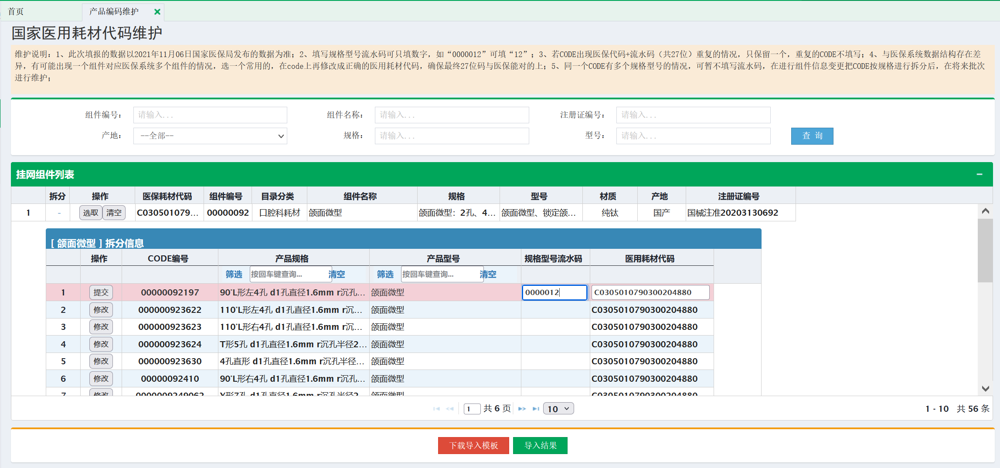 首页
产品编码维护
国家医用耗材代码维护
维护说明：1、此次填报的数据以2021年11月06日国家医保局发布的数据为准；2、填写规格型号流水码可只填数字，如“0000012”可填“12”；3、若CODE出现医保代码+流水码（共27位）重复的情况，只保留一个，重复的CODE不填写；4、与医保系统数据结构存在差
异，有可能出现一个组件对应医保系统多个组件的情况，选一个常用的，在code上再修改成正确的医用耗材代码，确保最终27位码与医保能对的上；5、同一个CODE有多个规格型号的情况，可暂不填写流水码，在进行组件信息变更把CODE按规格进行拆分后，在将来批次
进行维护；
组件编号： 请输入... 组件名称： 请输入... 注册证编号： 请输入...
产地： --全部-- 规格： 请输入... 型号： 请输入... 查 询
挂网组件列表
拆分 操作 医保耗材代码 组件编号 目录分类 组件名称 规格 型号 材质 产地 注册证编号
1 - 选取 清空 C030501079... 00000092 口腔科耗材 颌面微型 颌面微型：2孔、4... 颌面微型、锁定颌... 纯钛 国产 国械注准20203130692
[ 颌面微型 ] 拆分信息
操作 CODE编号 产品规格 产品型号 规格型号流水码 医用耗材代码
筛选 按回车键查询... 清空 筛选 按回车键查询... 清空
1 提交 00000092197 90°L形左4孔 d1孔直径1.6mm r沉孔... 颌面微型 0000012 C0305010790300204880
2 修改 000000923622 110°L形左4孔 d1孔直径1.6mm r沉... 颌面微型 C0305010790300204880
3 修改 000000923623 110°L形右4孔 d1孔直径1.6mm r沉... 颌面微型 C0305010790300204880
4 修改 000000923624 T形5孔 d1孔直径1.6mm r沉孔半径2... 颌面微型 C0305010790300204880
5 修改 000000923630 4孔直形 d1孔直径1.6mm r沉孔半径... 颌面微型 C0305010790300204880
6 修改 00000092410 90°L形右4孔 d1孔直径1.6mm r沉孔... 颌面微型 C0305010790300204880
7 修改 0000009249062 Y形7孔 d1孔直径1.6mm r沉孔半径2... 颌面微型 C0305010790300204880
1 共 6 页 10 1 - 10 共 56 条
下载导入模板 导入结果